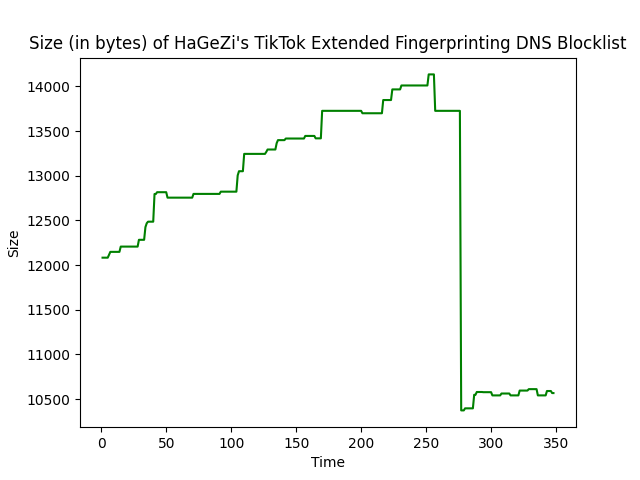 Size (in bytes) of HaGeZi's TikTok Extended Fingerprinting DNS Blocklist
14000
13500
13000
12500
12000
11500
11000
10500
Size
0 50 100 150 200 250 300 350
Time